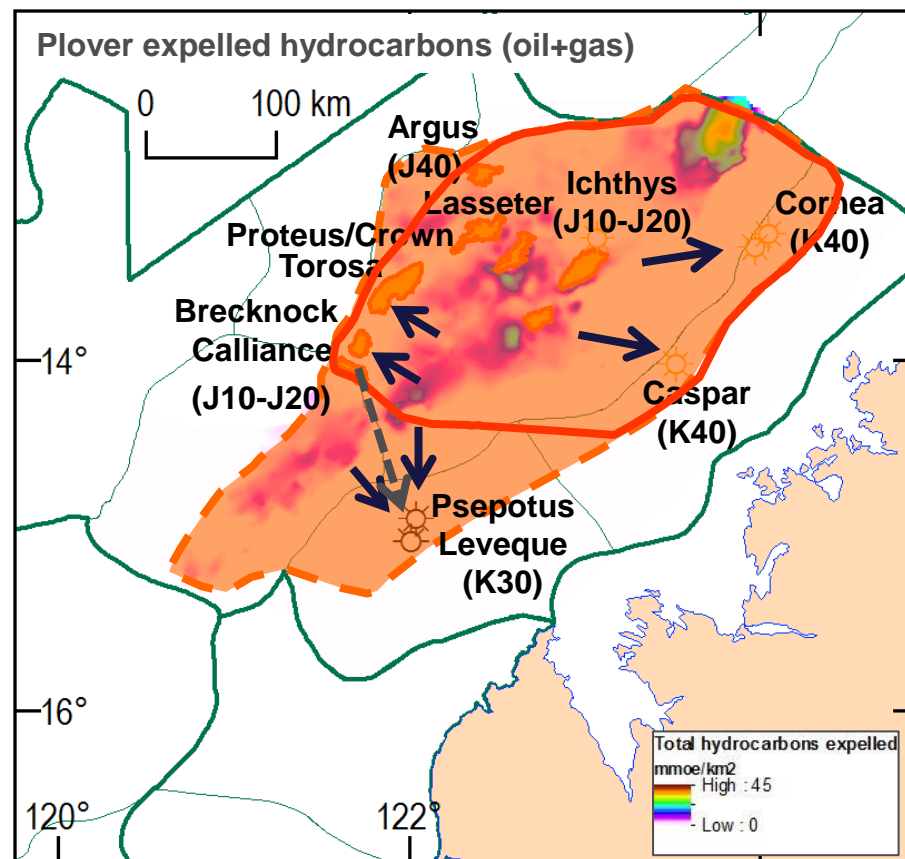 Plover expelled hydrocarbons (oil+gas)
0 100 km
Argus
(J40)
Lasseter
Ichthys
(J10-J20)
Cornea
(K40)
Proteus/Crown
Torosa
Brecknock
Calliance
(J10-J20)
14°
Caspar
(K40)
Psepotus
Leveque
(K30)
16°
120°
122°
Total hydrocarbons expelled
mmoe/km2
High : 45
Low : 0